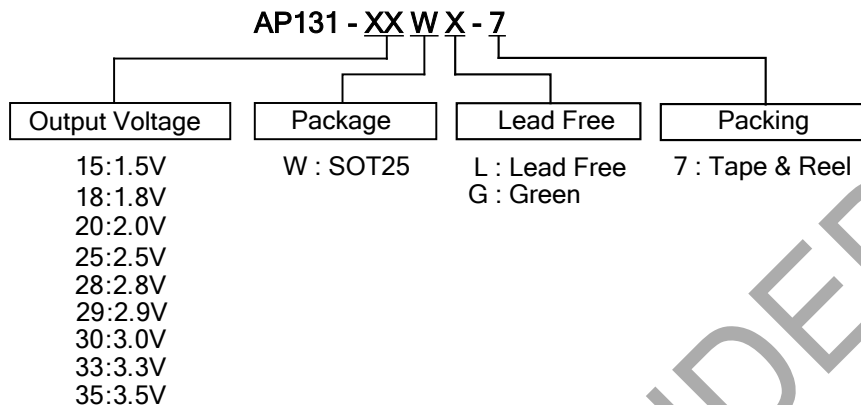 AP131 - XX W X - 7
Output Voltage
15:1.5V
18:1.8V
20:2.0V
25:2.5V
28:2.8V
29:2.9V
30:3.0V
33:3.3V
35:3.5V
Package
W : SOT25
Lead Free
L : Lead Free
G : Green
Packing
7 : Tape & Reel